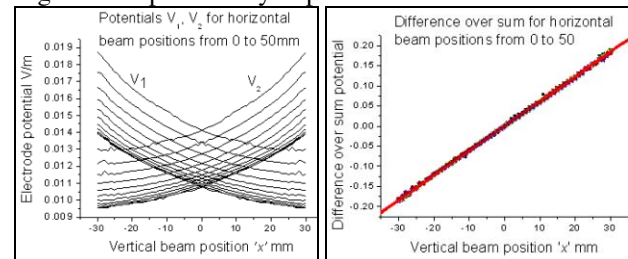 Potentials V1, V2 for horizontal
beam positions from 0 to 50mm
Electrode potential V/m
0.019
0.018
0.017
0.016
0.015
0.014
0.013
0.012
0.011
0.010
0.009
V1
V2
-30 -20 -10 0 10 20 30
Vertical beam position 'x' mm
Difference over sum for horizontal
beam positions from 0 to 50
Difference over sum potential
0.20
0.15
0.10
0.05
0.00
-0.05
-0.10
-0.15
-0.20
-30 -20 -10 0 10 20 30
Vertical beam position 'x' mm